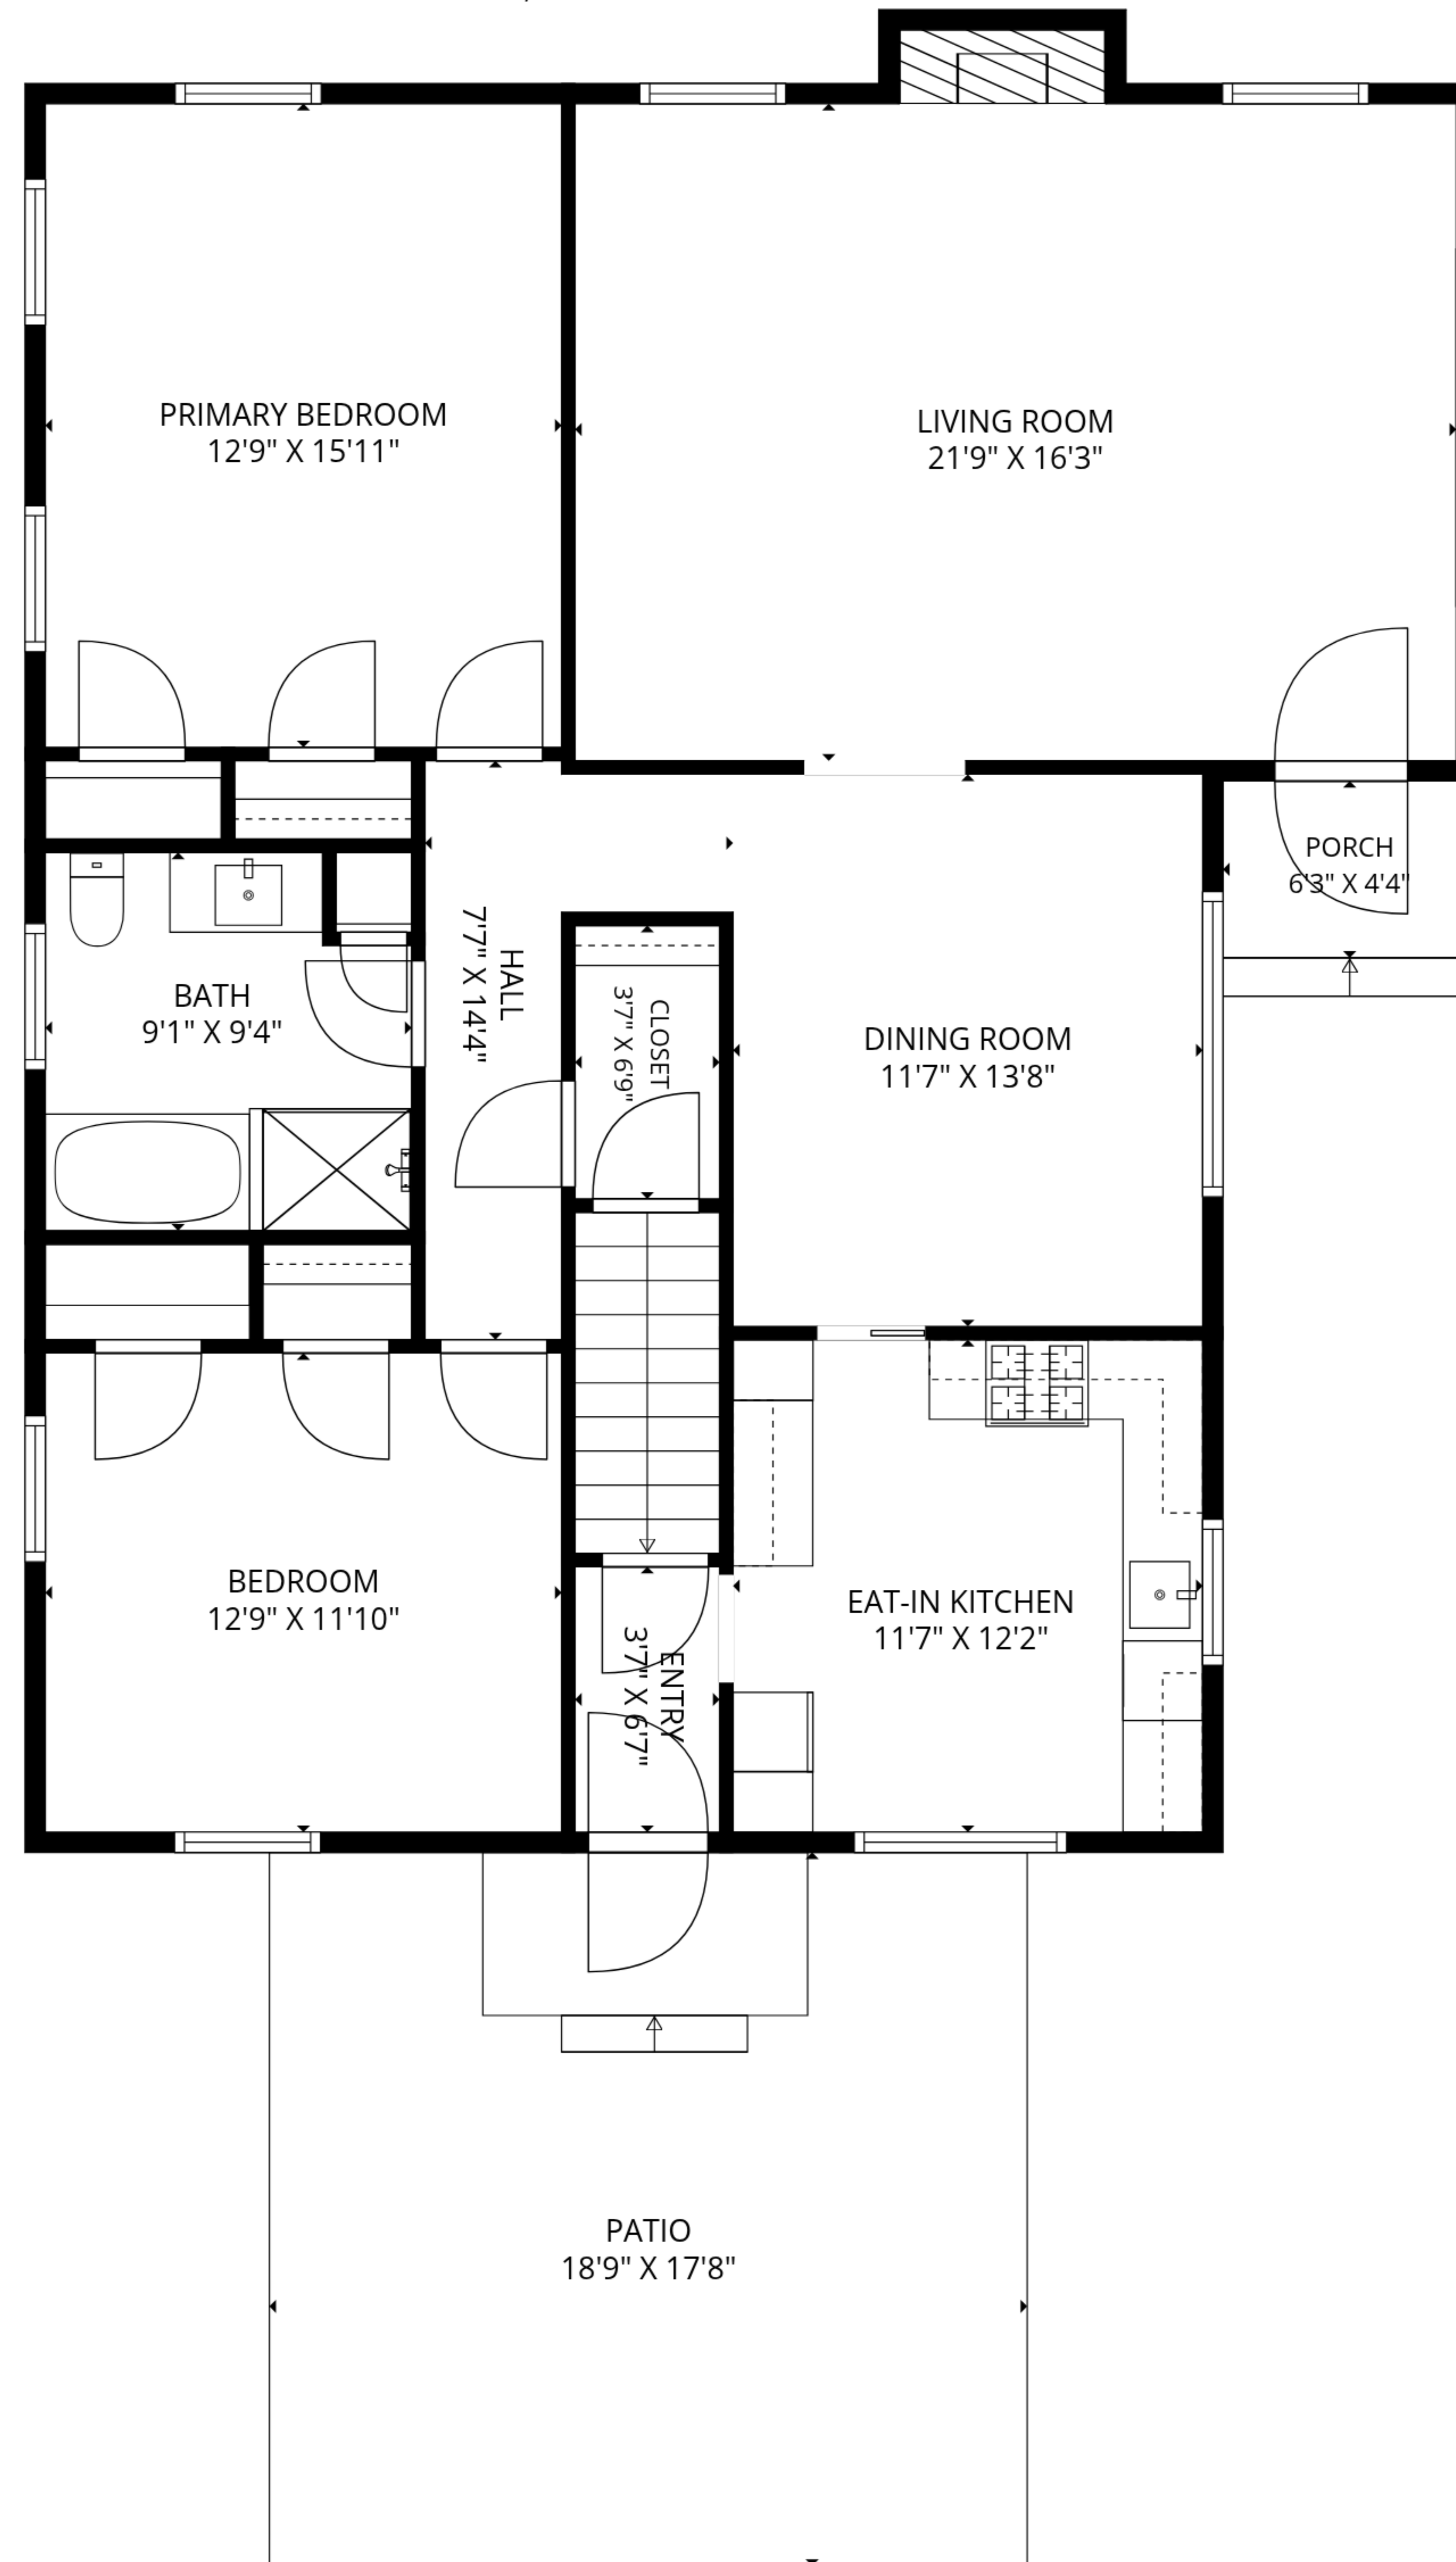 PRIMARY BEDROOM
12'9" X 15'11"
LIVING ROOM
21'9" X 16'3"
PORCH
6'3" X 4'4"
HALL
7'7" X 14'4"
CLOSET
3'7" X 6'9"
BATH
9'1" X 9'4"
DINING ROOM
11'7" X 13'8"
BEDROOM
12'9" X 11'10"
ENTRY
3'7" X 6'7"
EAT-IN KITCHEN
11'7" X 12'2"
PATIO
18'9" X 17'8"